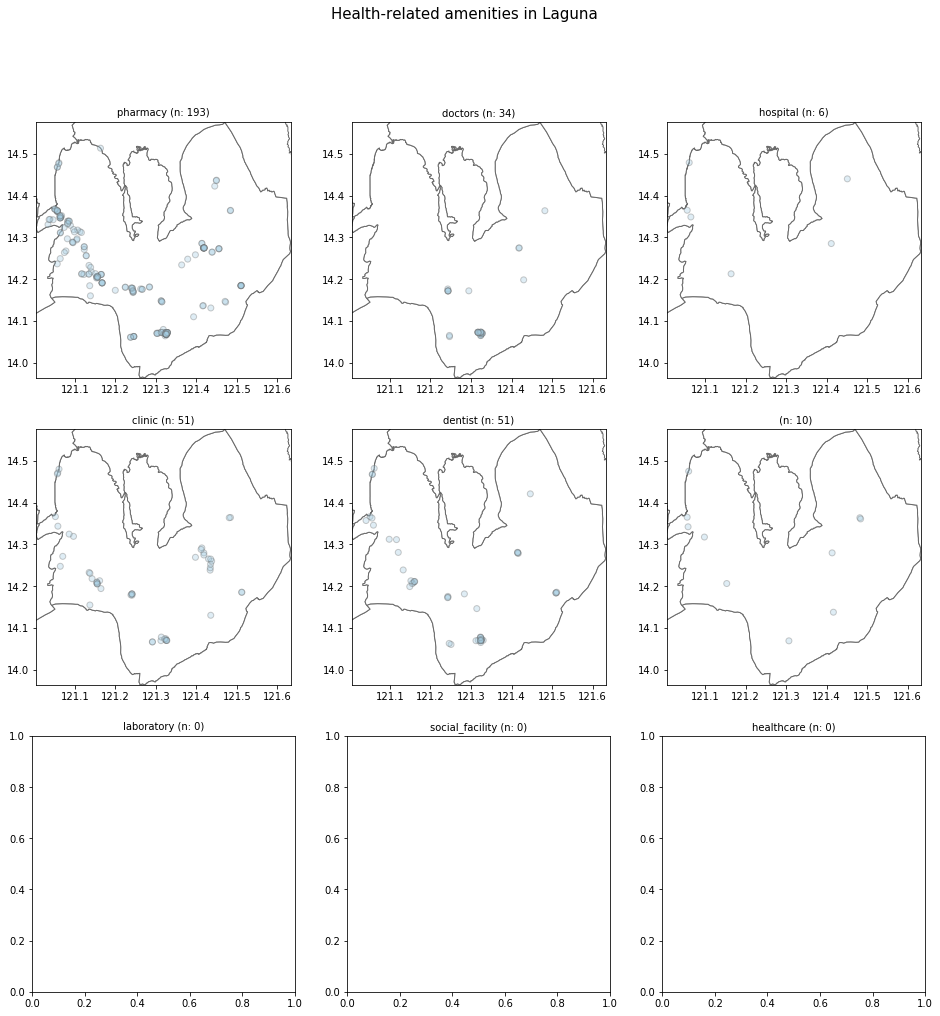 Health-related amenities in Laguna
pharmacy (n: 193)
doctors (n: 34)
hospital (n: 6)
14.5
14.4
14.3
14.2
14.1
14.0
121.1 121.2 121.3 121.4 121.5 121.6
14.5
14.4
14.3
14.2
14.1
14.0
121.1 121.2 121.3 121.4 121.5 121.6
14.5
14.4
14.3
14.2
14.1
14.0
121.1 121.2 121.3 121.4 121.5 121.6
clinic (n: 51)
dentist (n: 51)
(n: 10)
14.5
14.4
14.3
14.2
14.1
14.0
121.1 121.2 121.3 121.4 121.5 121.6
14.5
14.4
14.3
14.2
14.1
14.0
121.1 121.2 121.3 121.4 121.5 121.6
14.5
14.4
14.3
14.2
14.1
14.0
121.1 121.2 121.3 121.4 121.5 121.6
laboratory (n: 0)
social_facility (n: 0)
healthcare (n: 0)
1.0
0.8
0.6
0.4
0.2
0.0
0.0 0.2 0.4 0.6 0.8 1.0
1.0
0.8
0.6
0.4
0.2
0.0
0.0 0.2 0.4 0.6 0.8 1.0
1.0
0.8
0.6
0.4
0.2
0.0
0.0 0.2 0.4 0.6 0.8 1.0